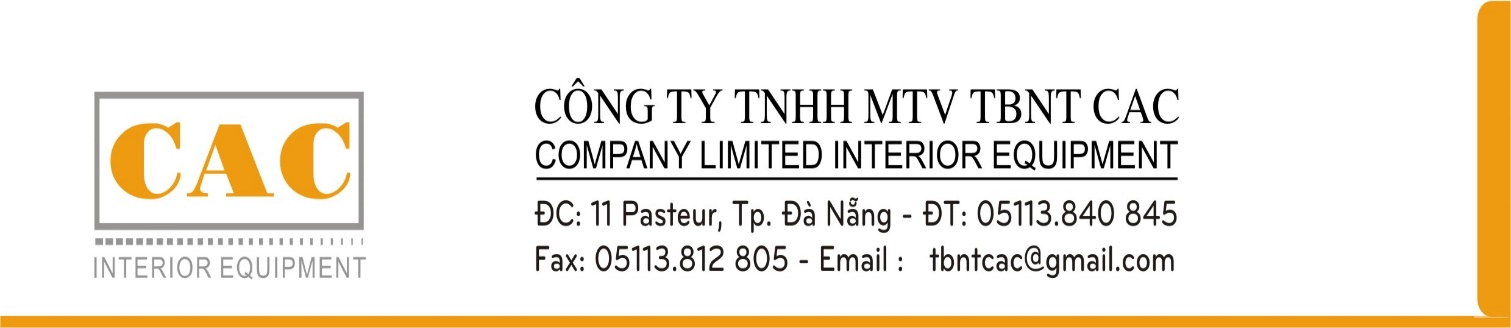 CAC
INTERIOR EQUIPMENT
CÔNG TY TNHH MTV TBNT CAC
COMPANY LIMITED INTERIOR EQUIPMENT
ĐC: 11 Pasteur, Tp. Đà Nẵng - ĐT: 05113.840 845
Fax: 05113.812 805 - Email : tbntcac@gmail.com